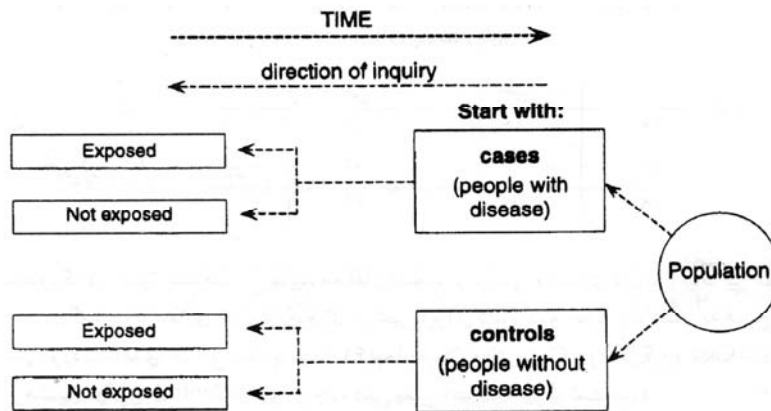 TIME
direction of inquiry
Start with:
Exposed
Not exposed
cases
(people with
disease)
Population
Exposed
Not exposed
controls
(people without
disease)